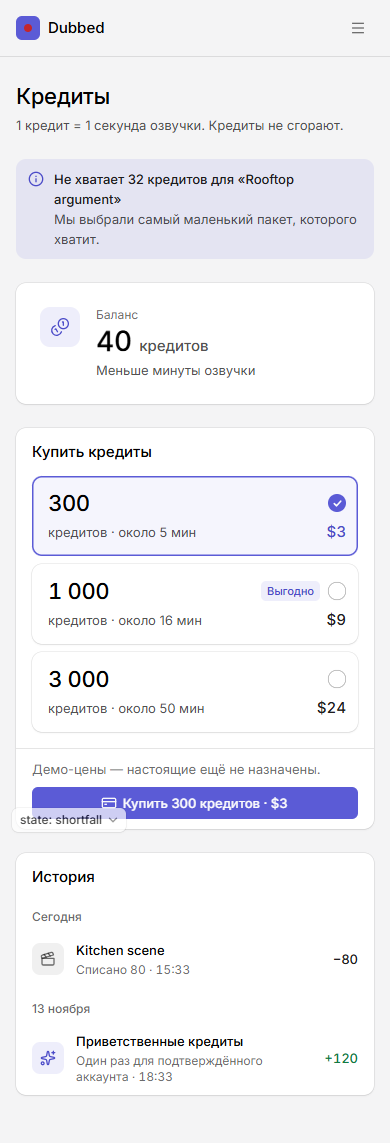 Dubbed
Кредиты
1 кредит = 1 секунда озвучки. Кредиты не сгорают.
Не хватает 32 кредитов для «Rooftop
argument»
Мы выбрали самый маленький пакет, которого
хватит.
Баланс
40 кредитов
Меньше минуты озвучки
Купить кредиты
300
кредитов · около 5 мин
$3
1 000
Выгодно
кредитов · около 16 мин
$9
3 000
кредитов · около 50 мин
$24
Демо-цены — настоящие ещё не назначены.
Купить 300 кредитов · $3
state: shortfall
История
Сегодня
Kitchen scene
Списано 80 · 15:33
−80
13 ноября
Приветственные кредиты
Один раз для подтверждённого
аккаунта · 18:33
+120